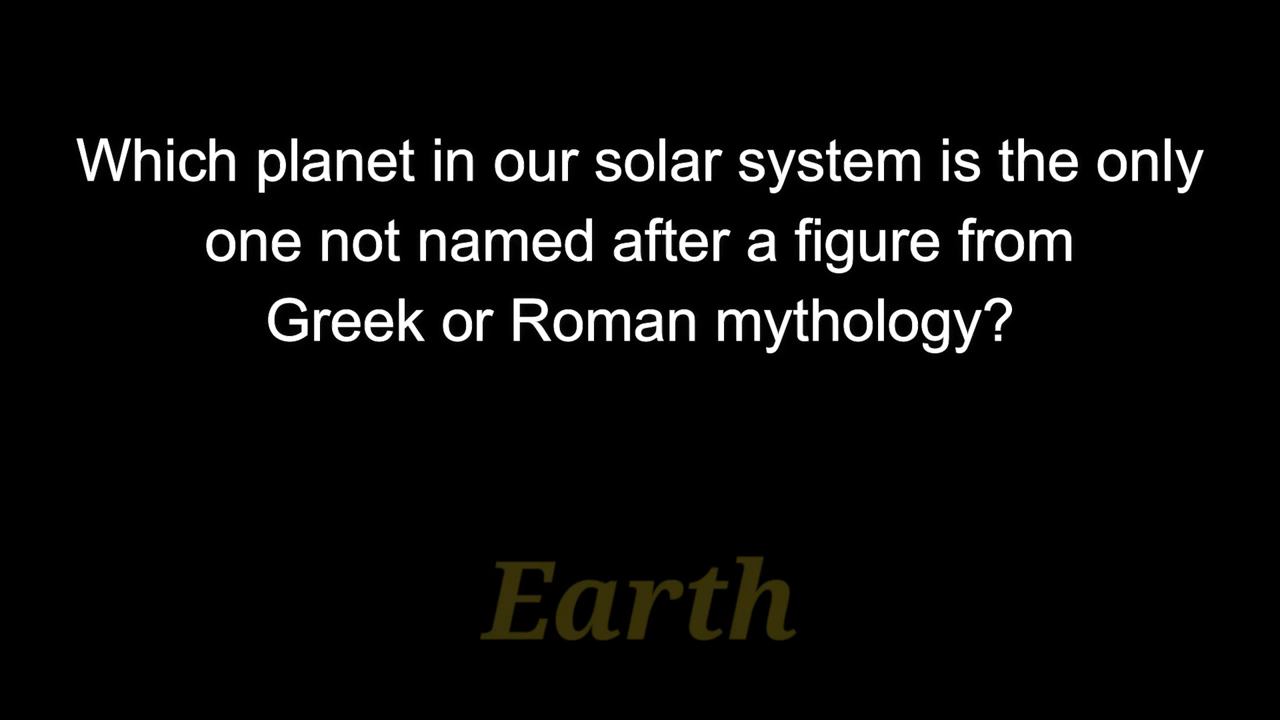 Which planet in our solar system is the only
one not named after a figure from
Greek or Roman mythology?
Earth